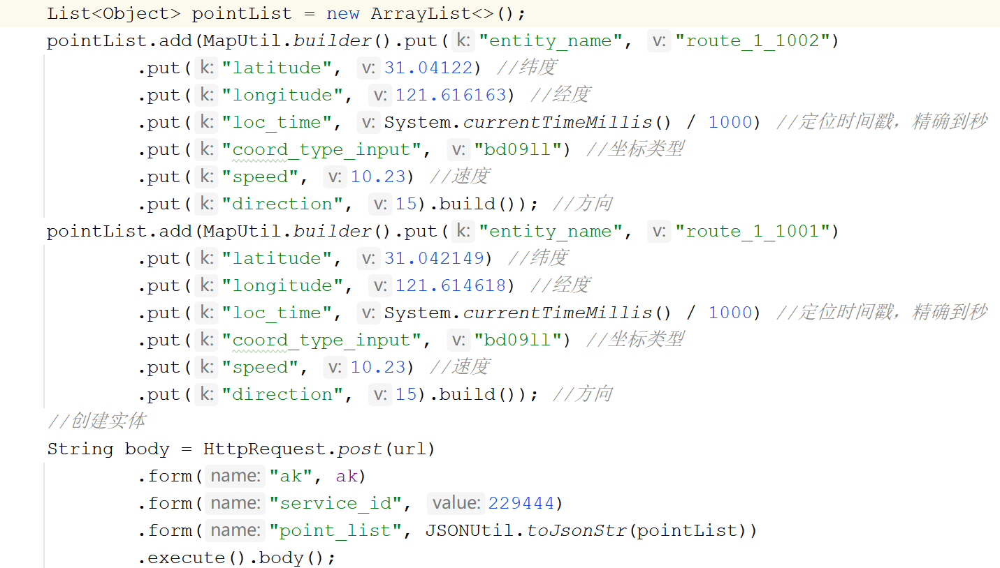 List<Object> pointList = new ArrayList<>();
pointList.add(MapUtil.builder().put( k: "entity_name", v: "route_1_1002")
.put( k: "latitude", v: 31.04122) //纬度
.put( k: "longitude", v: 121.616163) //经度
.put( k: "loc_time", v: System.currentTimeMillis() / 1000) //定位时间戳，精确到秒
.put( k: "coord_type_input", v: "bd09ll") //坐标类型
.put( k: "speed", v: 10.23) //速度
.put( k: "direction", v: 15).build()); //方向
pointList.add(MapUtil.builder().put( k: "entity_name", v: "route_1_1001")
.put( k: "latitude", v: 31.042149) //纬度
.put( k: "longitude", v: 121.614618) //经度
.put( k: "loc_time", v: System.currentTimeMillis() / 1000) //定位时间戳，精确到秒
.put( k: "coord_type_input", v: "bd09ll") //坐标类型
.put( k: "speed", v: 10.23) //速度
.put( k: "direction", v: 15).build()); //方向
//创建实体
String body = HttpRequest.post(url)
.form( name: "ak", ak)
.form( name: "service_id", value: 229444)
.form( name: "point_list", JSONUtil.toJsonStr(pointList))
.execute().body();